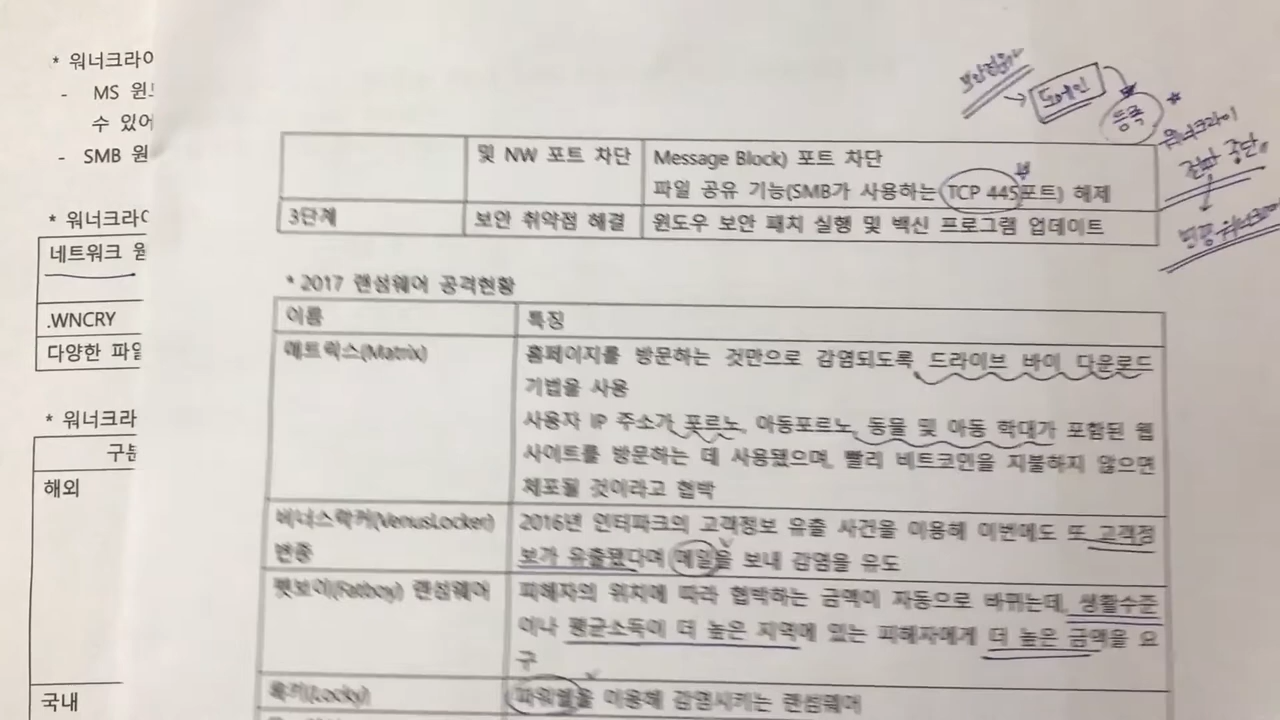 * 워너크라이
- MS 윈
수 있어
- SMB 원
* 워너크라이
네트워크 원
.WNCRY
다양한 파일
* 워너크라
구분
해외
국내
도메인
등록
*
워너크라이
전파 중단
및 NW 포트 차단 Message Block) 포트 차단
파일 공유 기능(SMB가 사용하는 TCP 445포트) 해제
3단계 보안 취약점 해결 윈도우 보안 패치 실행 및 백신 프로그램 업데이트
* 2017 랜섬웨어 공격현황
이름 특징
매트릭스(Matrix) 홈페이지를 방문하는 것만으로 감염되도록 드라이브 바이 다운로드
기법을 사용
사용자 IP 주소가 포르노, 아동포르노, 동물 및 아동 학대가 포함된 웹
사이트를 방문하는 데 사용됐으며, 빨리 비트코인을 지불하지 않으면
체포될 것이라고 협박
비너스락커(VenusLocker) 2016년 인터파크의 고객정보 유출 사건을 이용해 이번에도 또 고객정
변종 보가 유출됐다며 메일을 보내 감염을 유도
팻보이(Fatboy) 랜섬웨어 피해자의 위치에 따라 협박하는 금액이 자동으로 바뀌는데, 생활수준
이나 평균소득이 더 높은 지역에 있는 피해자에게 더 높은 금액을 요
구
록키(Locky) 파워쉘을 이용해 감염시키는 랜섬웨어